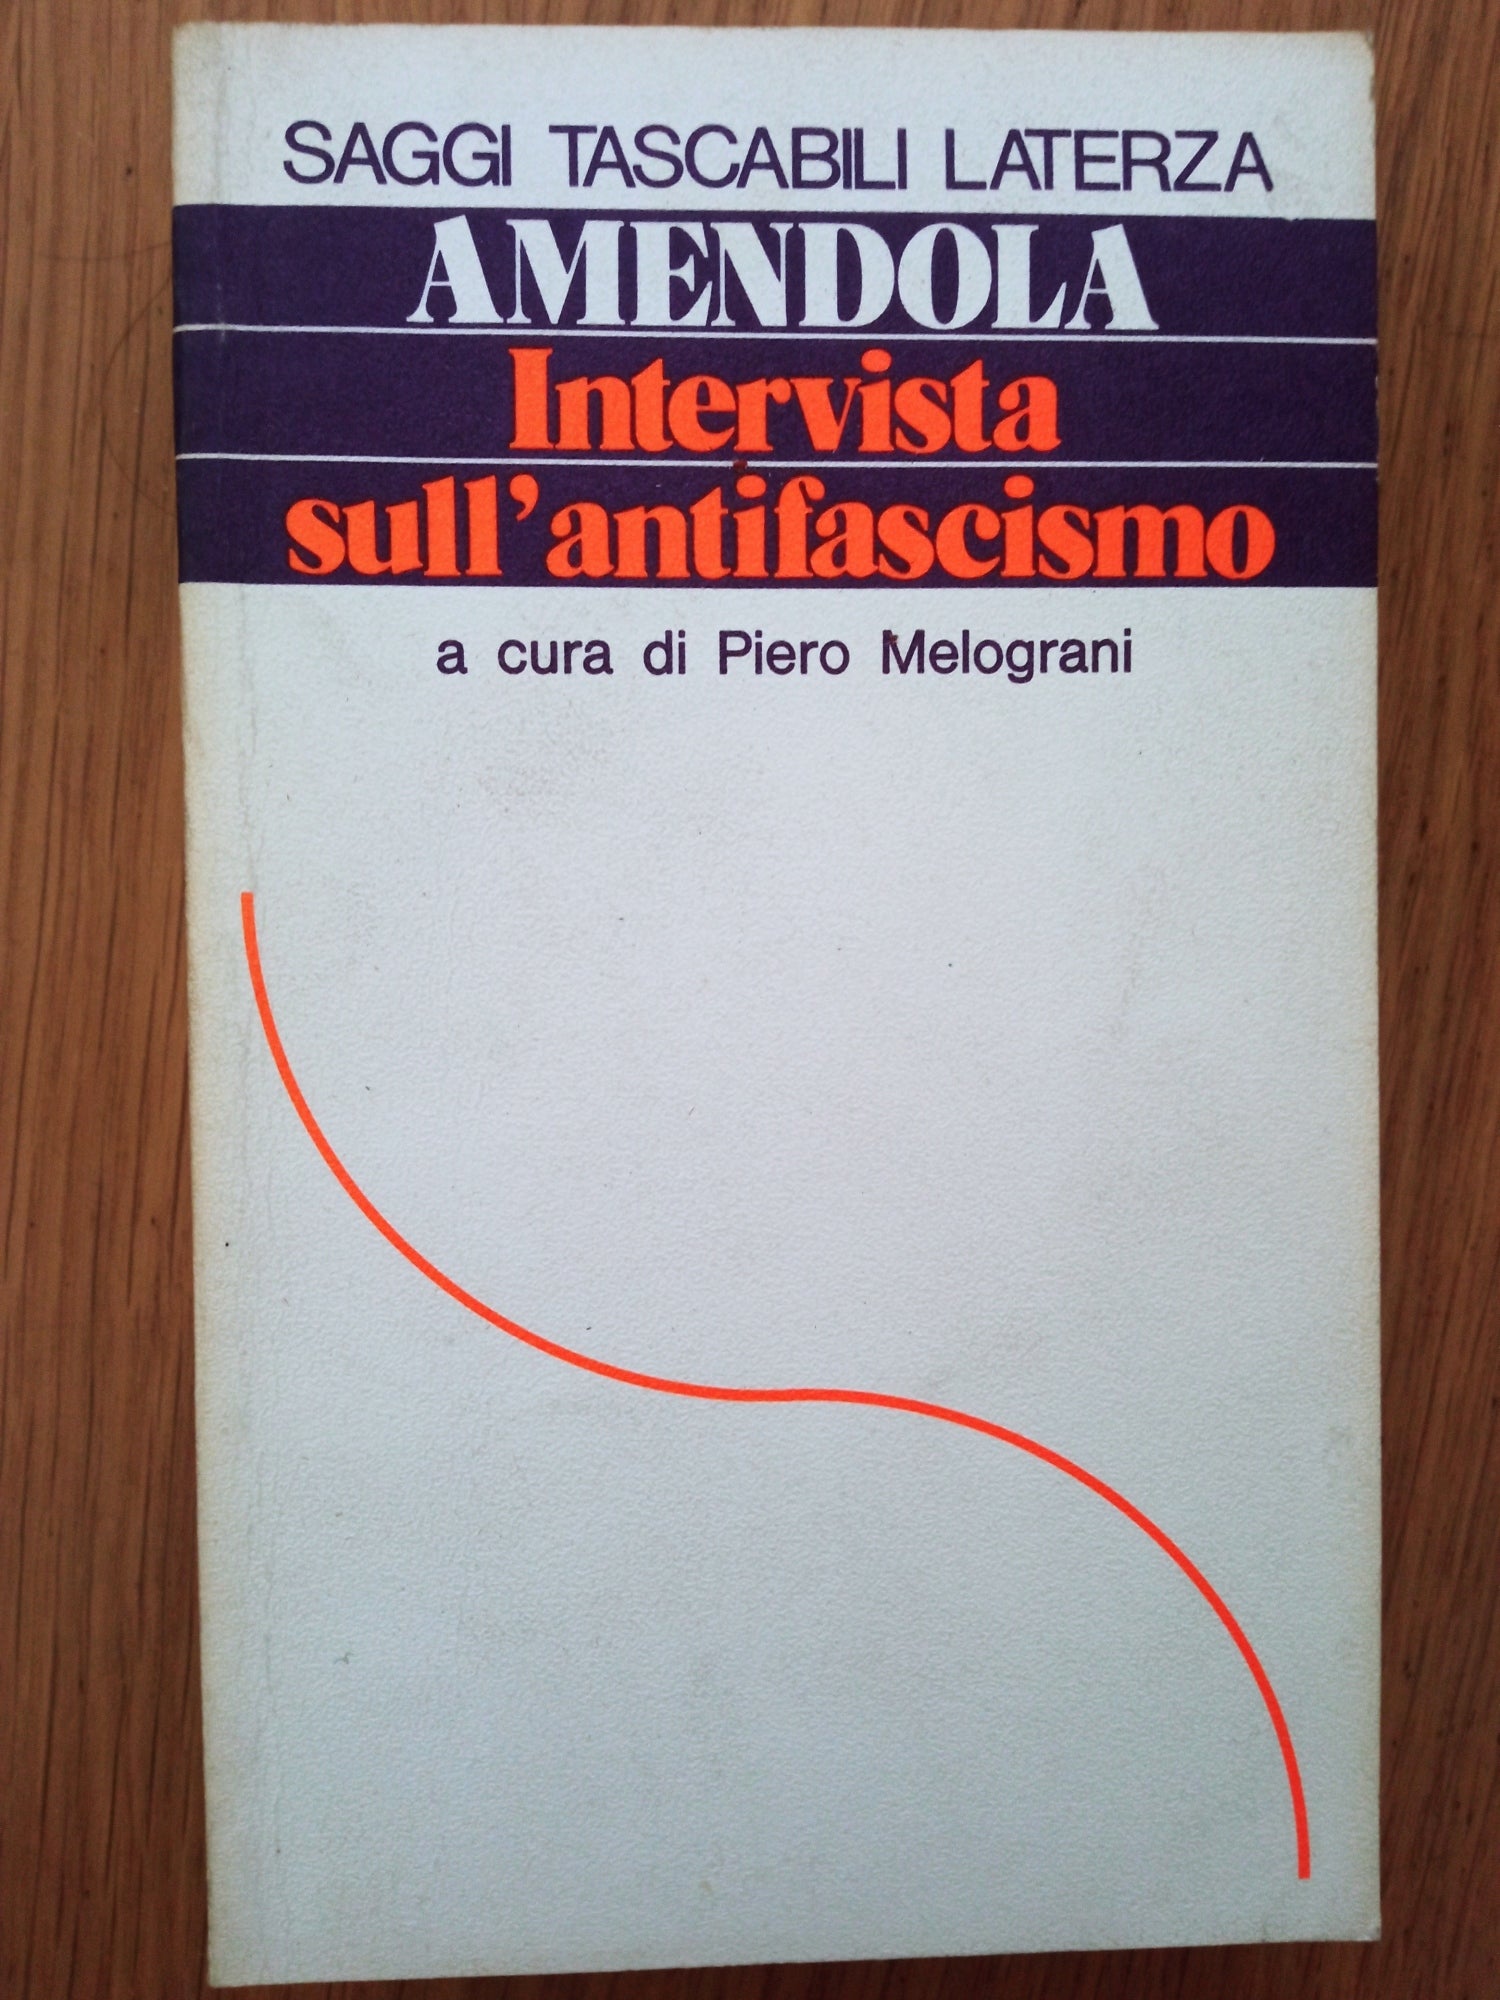 SAGGI TASCABILI LATERZA
AMENDOLA
Intervista
sull'antifascismo
a cura di Piero Melograni